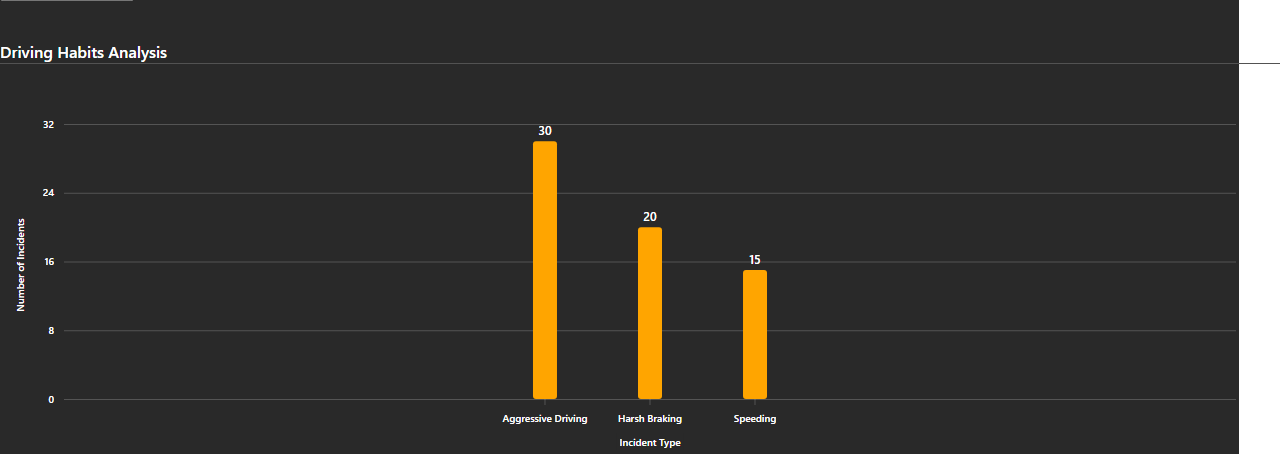 Driving Habits Analysis
32
24
16
8
0
Number of Incidents
30
20
15
Aggressive Driving
Harsh Braking
Speeding
Incident Type